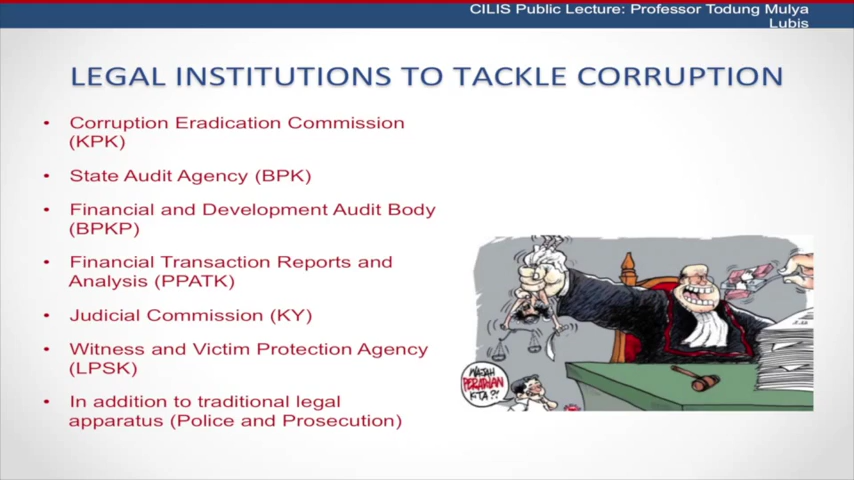 CILIS Public Lecture: Professor Todung Mulya
Lubis
LEGAL INSTITUTIONS TO TACKLE CORRUPTION
• Corruption Eradication Commission
(KPK)
• State Audit Agency (BPK)
• Financial and Development Audit Body
(BPKP)
• Financial Transaction Reports and
Analysis (PPATK)
• Judicial Commission (KY)
• Witness and Victim Protection Agency
(LPSK)
• In addition to traditional legal
apparatus (Police and Prosecution)
WAJAH
PERADILAN
KITA?!